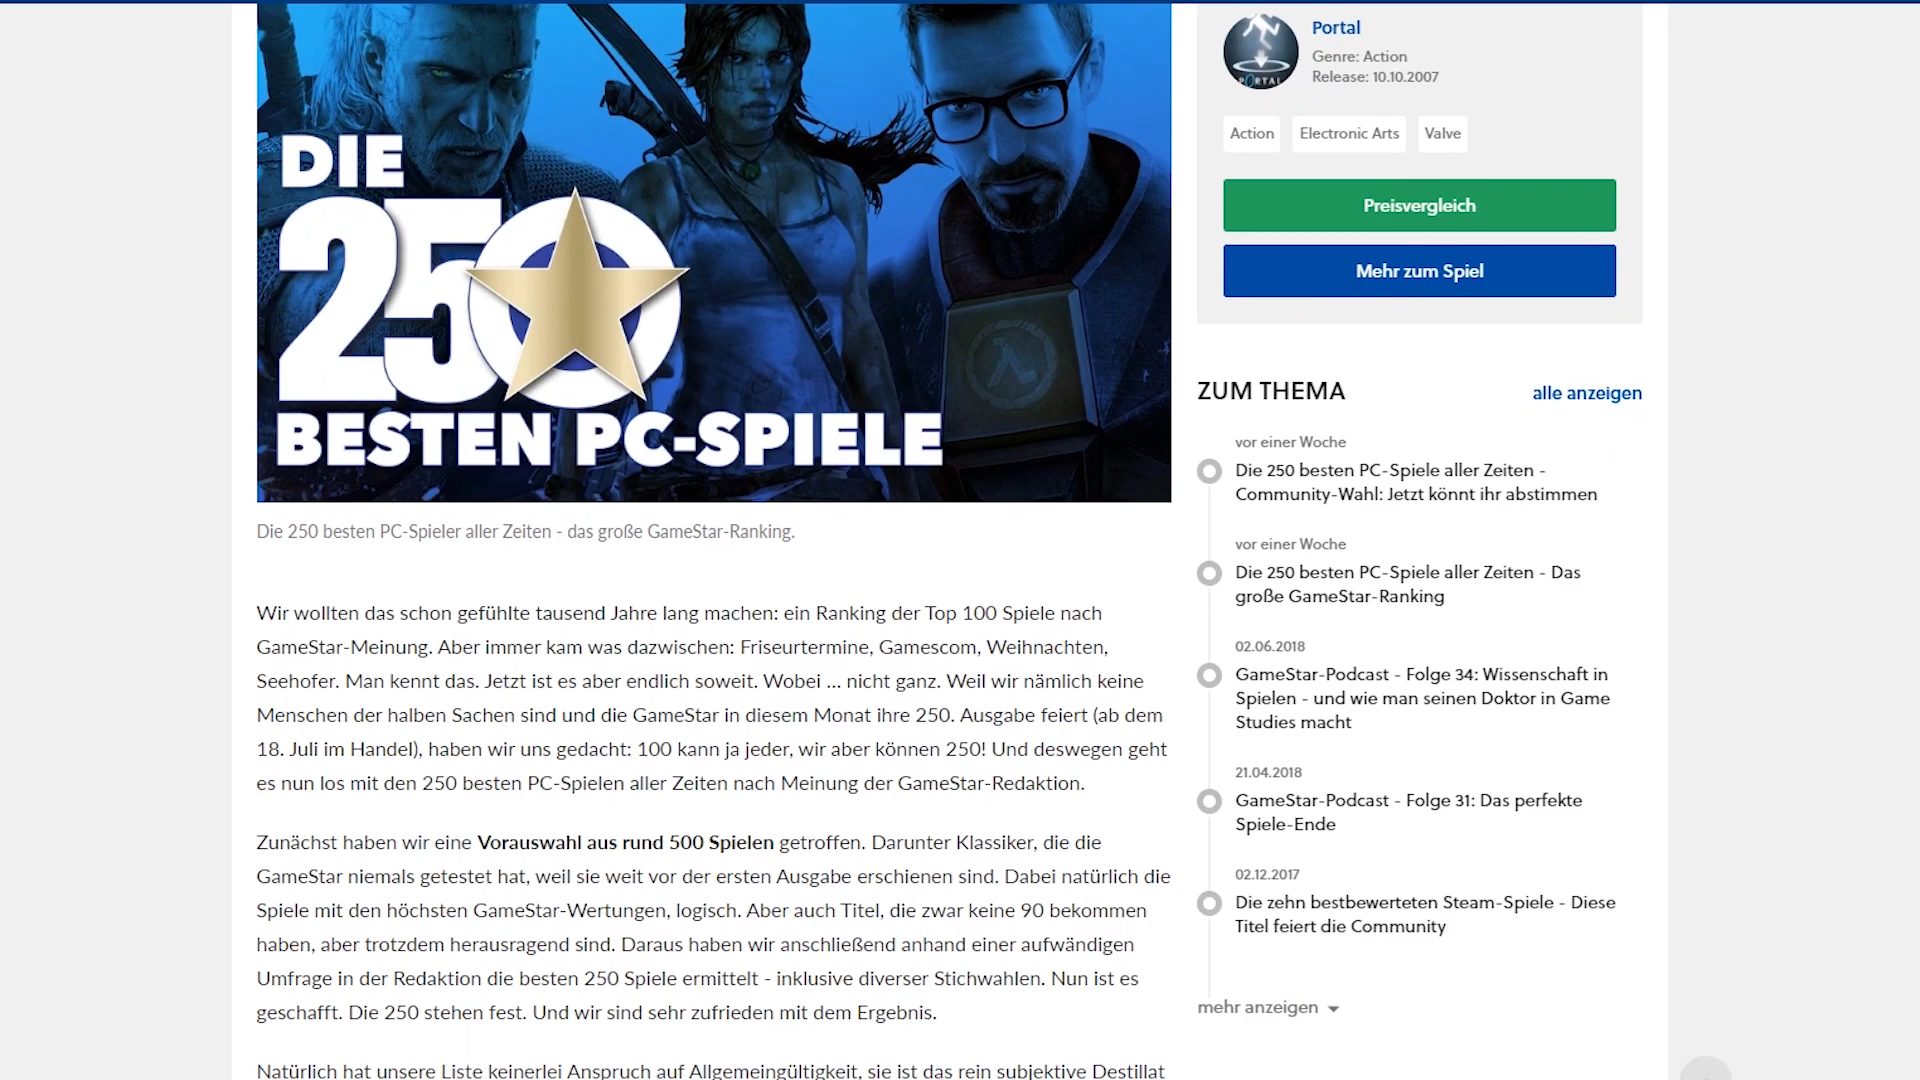 DIE
250
BESTEN PC-SPIELE
Die 250 besten PC-Spieler aller Zeiten - das große GameStar-Ranking.
Wir wollten das schon gefühlte tausend Jahre lang machen: ein Ranking der Top 100 Spiele nach
GameStar-Meinung. Aber immer kam was dazwischen: Friseurtermine, Gamescom, Weihnachten,
Seehofer. Man kennt das. Jetzt ist es aber endlich soweit. Wobei ... nicht ganz. Weil wir nämlich keine
Menschen der halben Sachen sind und die GameStar in diesem Monat ihre 250. Ausgabe feiert (ab dem
18. Juli im Handel), haben wir uns gedacht: 100 kann ja jeder, wir aber können 250! Und deswegen geht
es nun los mit den 250 besten PC-Spielen aller Zeiten nach Meinung der GameStar-Redaktion.
Zunächst haben wir eine Vorauswahl aus rund 500 Spielen getroffen. Darunter Klassiker, die die
GameStar niemals getestet hat, weil sie weit vor der ersten Ausgabe erschienen sind. Dabei natürlich die
Spiele mit den höchsten GameStar-Wertungen, logisch. Aber auch Titel, die zwar keine 90 bekommen
haben, aber trotzdem herausragend sind. Daraus haben wir anschließend anhand einer aufwändigen
Umfrage in der Redaktion die besten 250 Spiele ermittelt - inklusive diverser Stichwahlen. Nun ist es
geschafft. Die 250 stehen fest. Und wir sind sehr zufrieden mit dem Ergebnis.
Natürlich hat unsere Liste keinerlei Anspruch auf Allgemeingültigkeit, sie ist das rein subjektive Destillat
PORTAL
Portal
Genre: Action
Release: 10.10.2007
Action
Electronic Arts
Valve
Preisvergleich
Mehr zum Spiel
ZUM THEMA
alle anzeigen
vor einer Woche
Die 250 besten PC-Spiele aller Zeiten -
Community-Wahl: Jetzt könnt ihr abstimmen
vor einer Woche
Die 250 besten PC-Spiele aller Zeiten - Das
große GameStar-Ranking
02.06.2018
GameStar-Podcast - Folge 34: Wissenschaft in
Spielen - und wie man seinen Doktor in Game
Studies macht
21.04.2018
GameStar-Podcast - Folge 31: Das perfekte
Spiele-Ende
02.12.2017
Die zehn bestbewerteten Steam-Spiele - Diese
Titel feiert die Community
mehr anzeigen